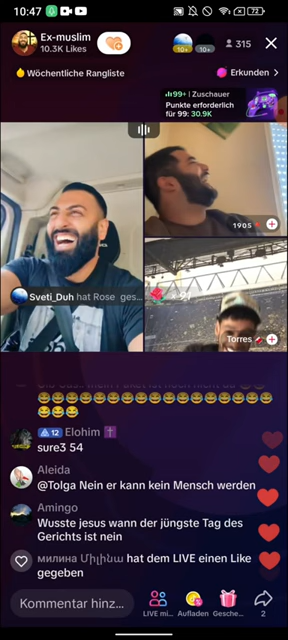 10:47
72
Ex-muslim
10.3K Likes
10+
10+
315
Wöchentliche Rangliste
Erkunden >
99+ | Zuschauer
Punkte erforderlich
für 99: 30.9K
1905
Sveti_Duh hat Rose ges...
Torres
12 Elohim
sure3 54
Aleida
@Tolga Nein er kann kein Mensch werden
Amingo
Wusste jesus wann der jüngste Tag des
Gerichts ist nein
милина Միլինա hat dem LIVE einen Like
gegeben
Kommentar hinz...
LIVE mi...
Aufladen
Gesche...
2